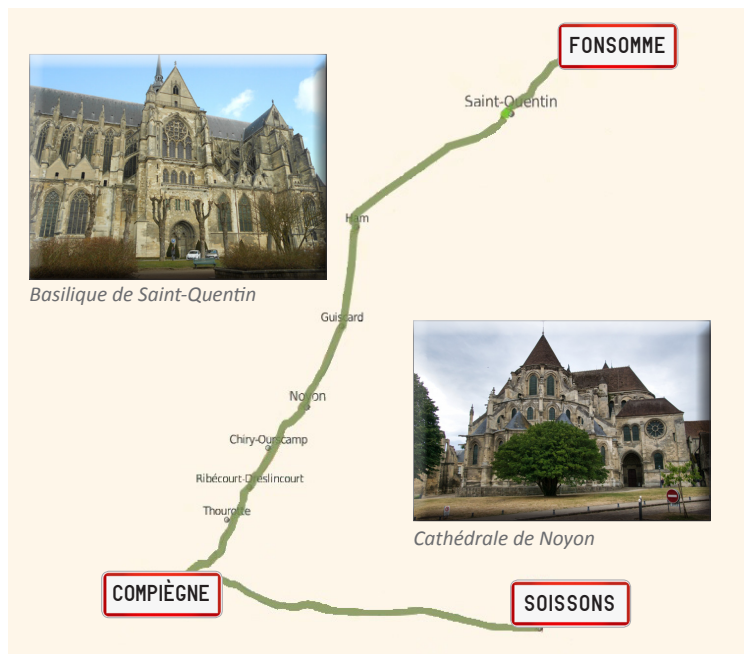 FONSOMME
Saint-Quentin
Basilique de Saint-Quentin
Ham
Guiscard
Noyon
Chiry-Ourscamp
Ribécourt-Dreslincourt
Thourotte
Cathédrale de Noyon
COMPIÈGNE
SOISSONS